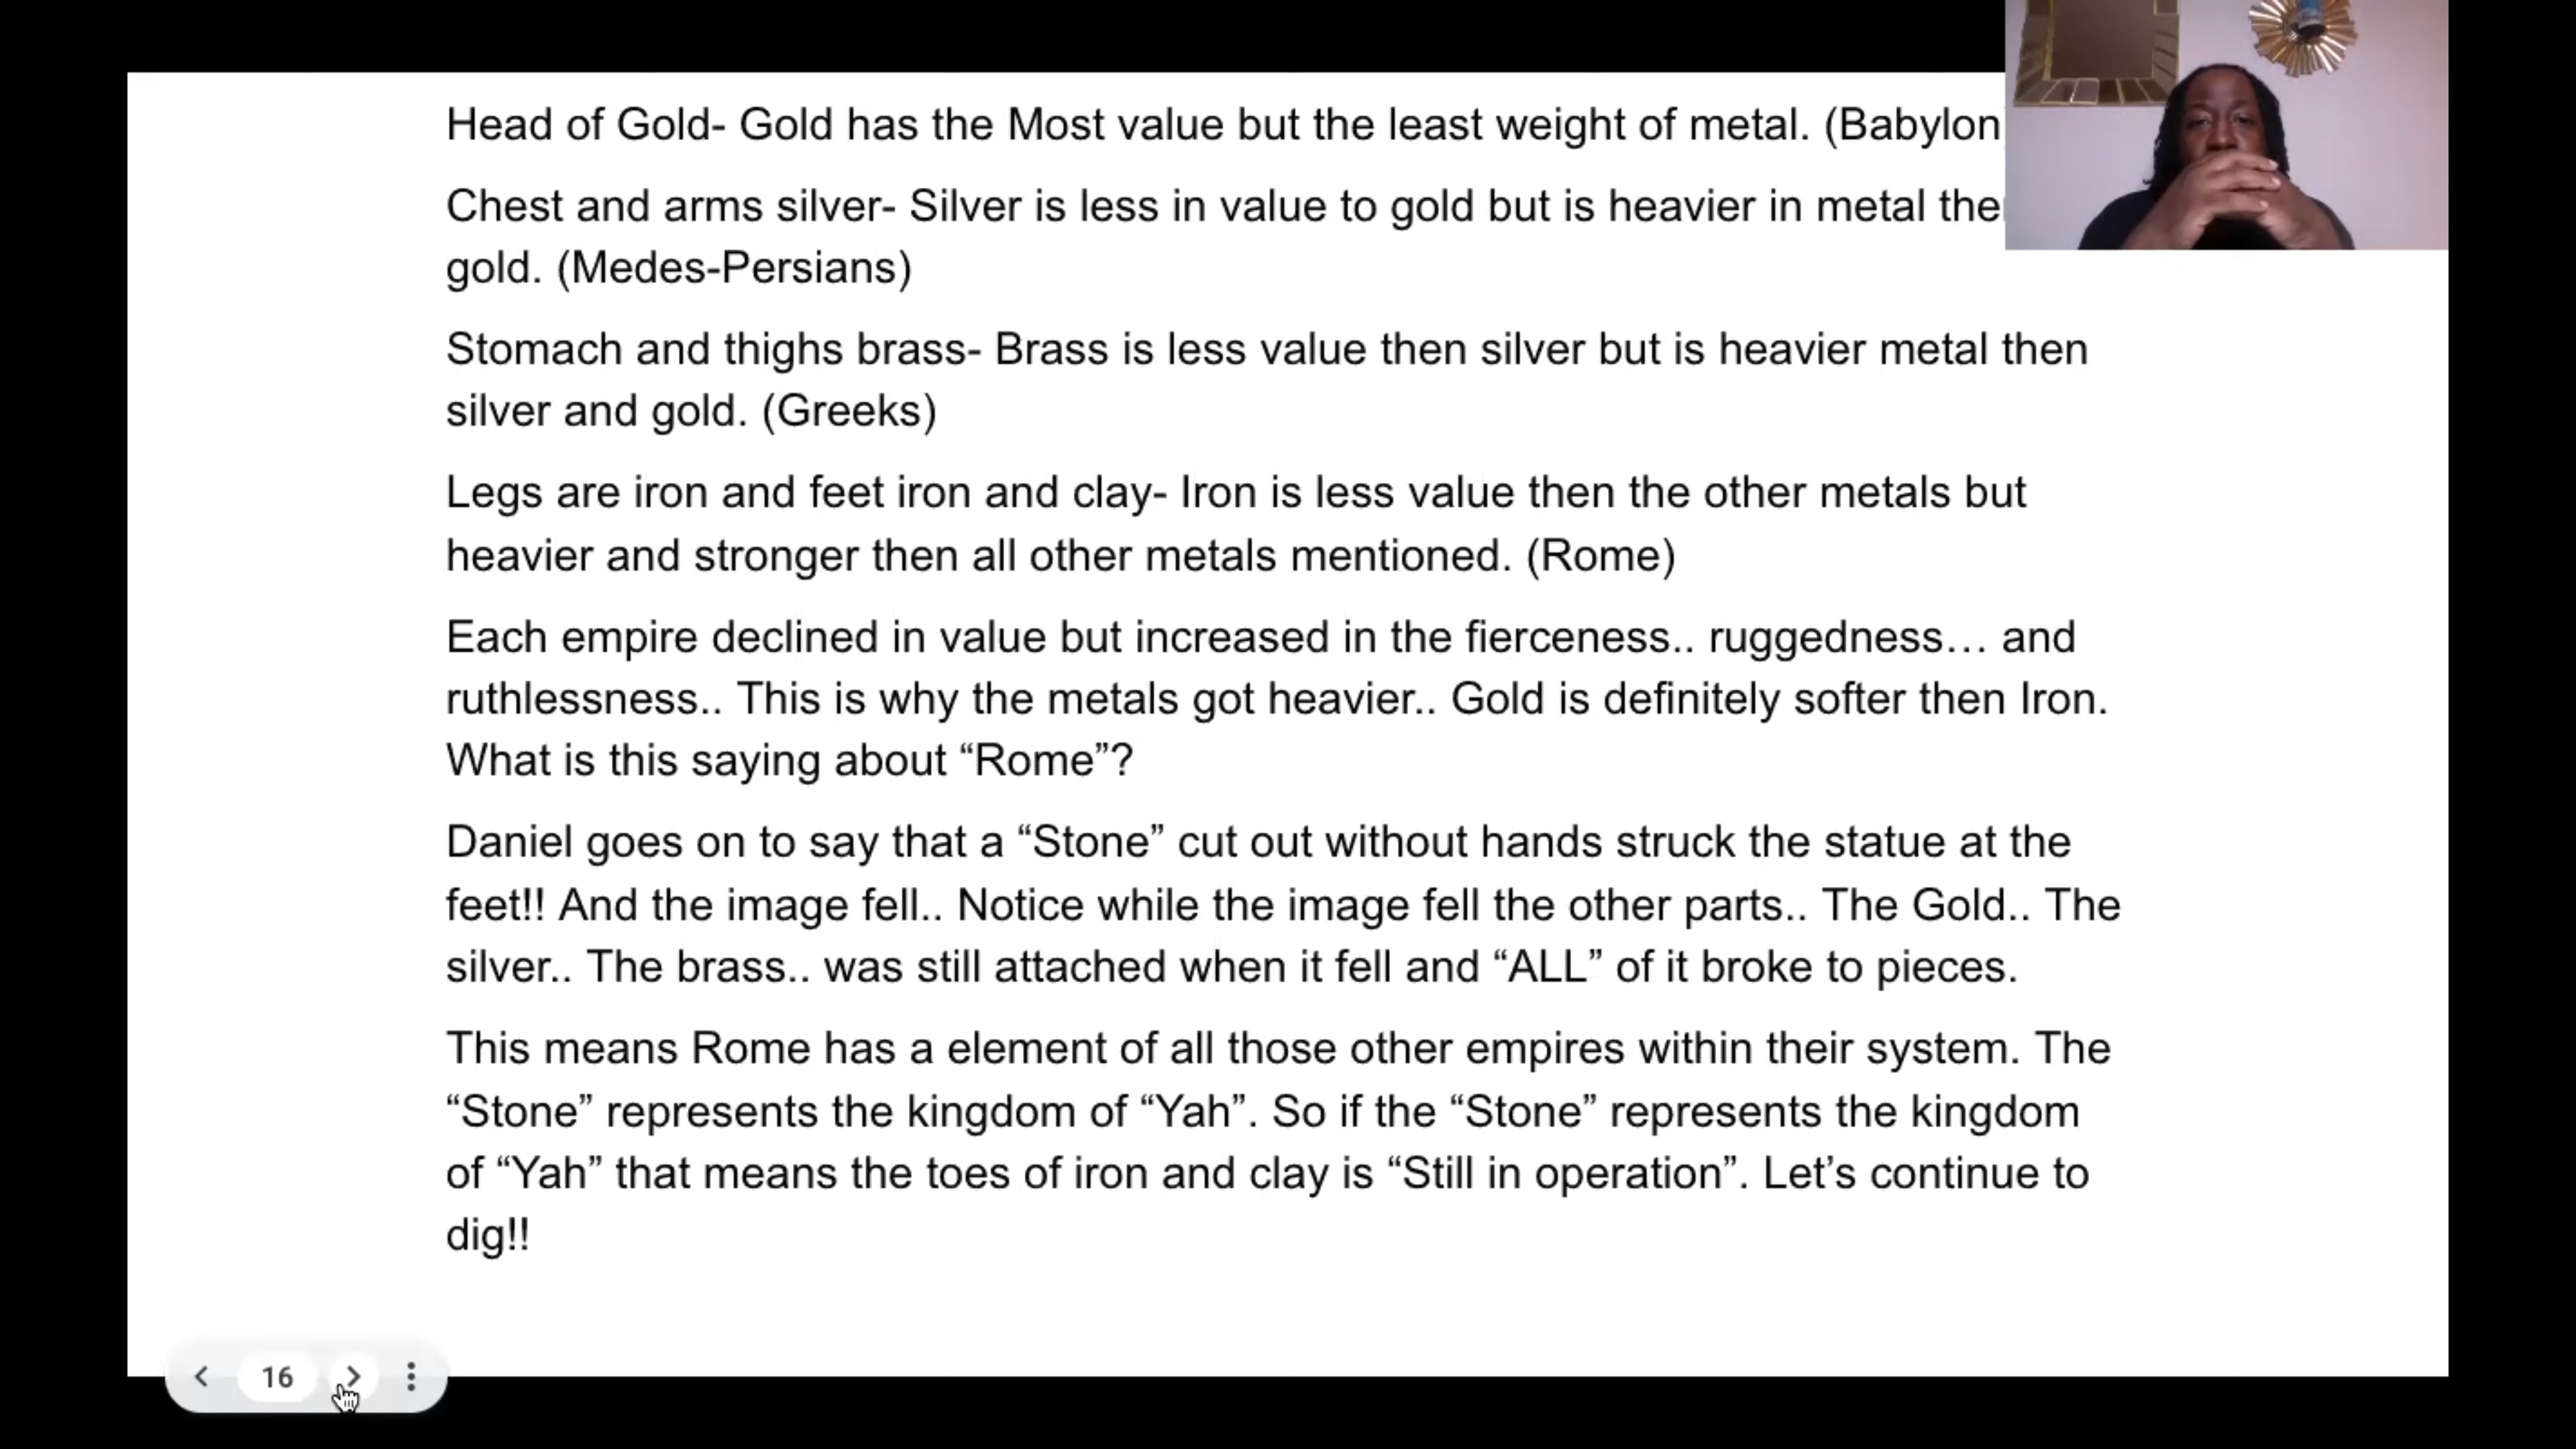 Head of Gold- Gold has the Most value but the least weight of metal. (Babylon
Chest and arms silver- Silver is less in value to gold but is heavier in metal
gold. (Medes-Persians)
Stomach and thighs brass- Brass is less value then silver but is heavier metal then
silver and gold. (Greeks)
Legs are iron and feet iron and clay- Iron is less value then the other metals but
heavier and stronger then all other metals mentioned. (Rome)
Each empire declined in value but increased in the fierceness.. ruggedness… and
ruthlessness.. This is why the metals got heavier.. Gold is definitely softer then Iron.
What is this saying about “Rome”?
Daniel goes on to say that a “Stone” cut out without hands struck the statue at the
feet!! And the image fell.. Notice while the image fell the other parts.. The Gold.. The
silver.. The brass.. was still attached when it fell and “ALL” of it broke to pieces.
This means Rome has a element of all those other empires within their system. The
“Stone” represents the kingdom of “Yah”. So if the “Stone” represents the kingdom
of “Yah” that means the toes of iron and clay is “Still in operation”. Let’s continue to
dig!!
16